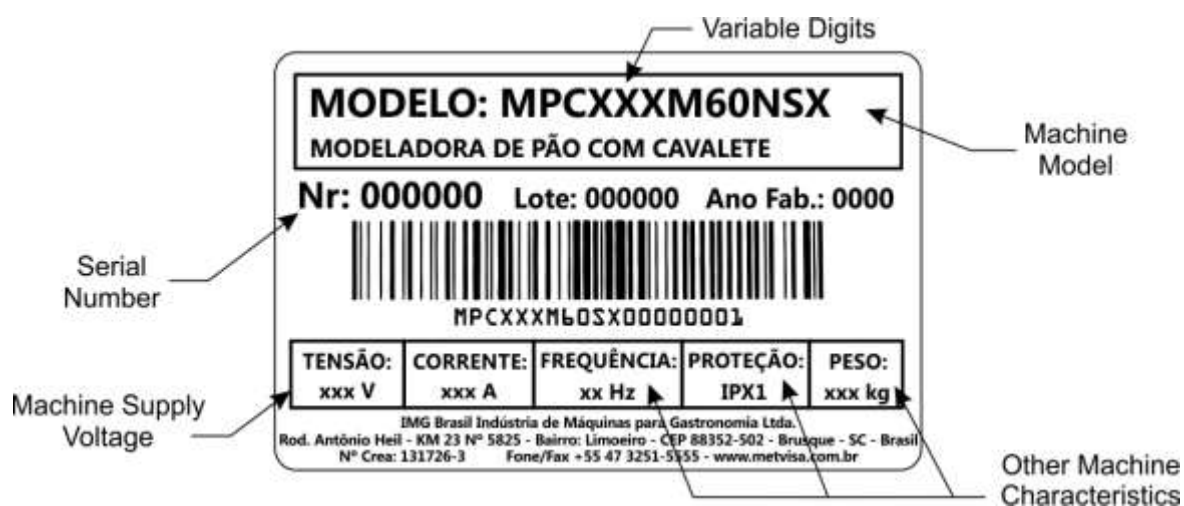 Variable Digits
MODELO: MPCXXXM60NSX
MODELADORA DE PÃO COM CAVALETE
Machine
Model
Nr: 000000 Lote: 000000 Ano Fab.: 0000
Serial
Number
MPCXXXM60SX00000001
TENSÃO: CORRENTE: FREQUÊNCIA: PROTEÇÃO: PESO:
xxx V xxx A xx Hz IPX1 xxx kg
Machine Supply
Voltage
IMG Brasil Indústria de Máquinas para Gastronomia Ltda.
Rod. Antônio Heil - KM 23 Nº 5825 - Bairro: Limoeiro - CEP 88352-502 - Brusque - SC - Brasil
Nº Crea: 131726-3 Fone/Fax +55 47 3251-5555 - www.metvisa.com.br
Other Machine
Characteristics